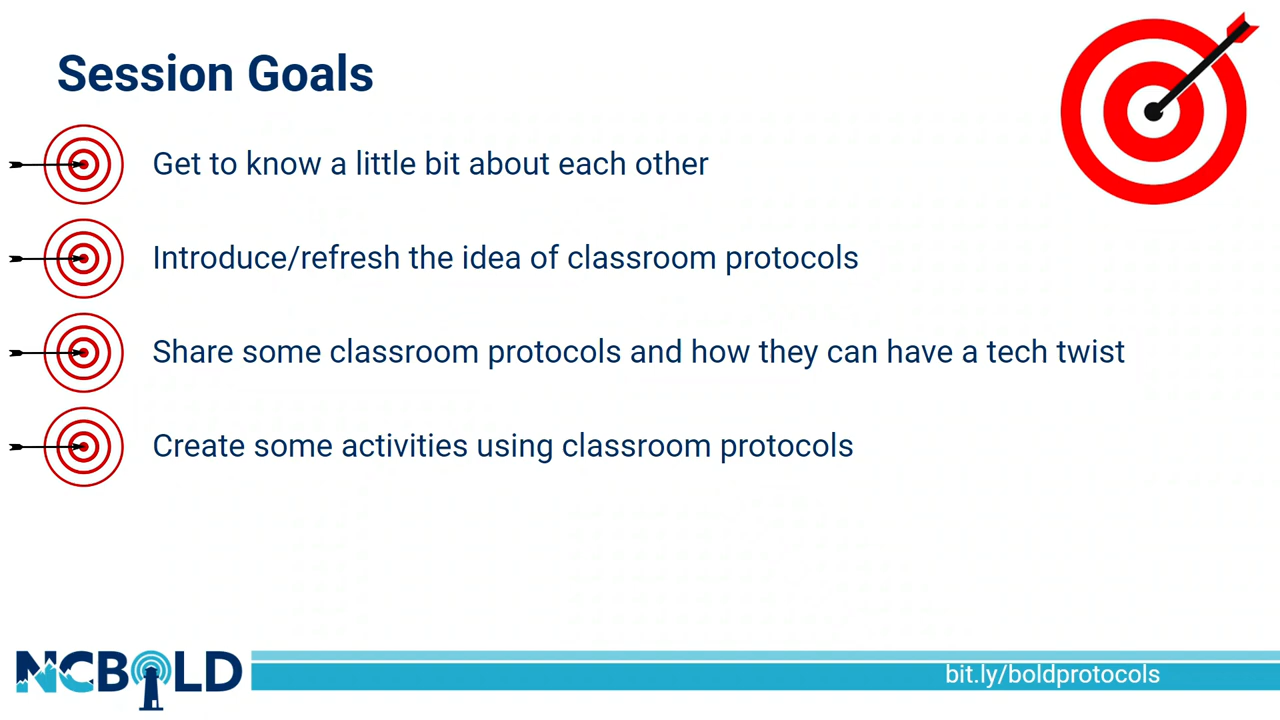 Session Goals
Get to know a little bit about each other
Introduce/refresh the idea of classroom protocols
Share some classroom protocols and how they can have a tech twist
Create some activities using classroom protocols
NCBOLD
bit.ly/boldprotocols